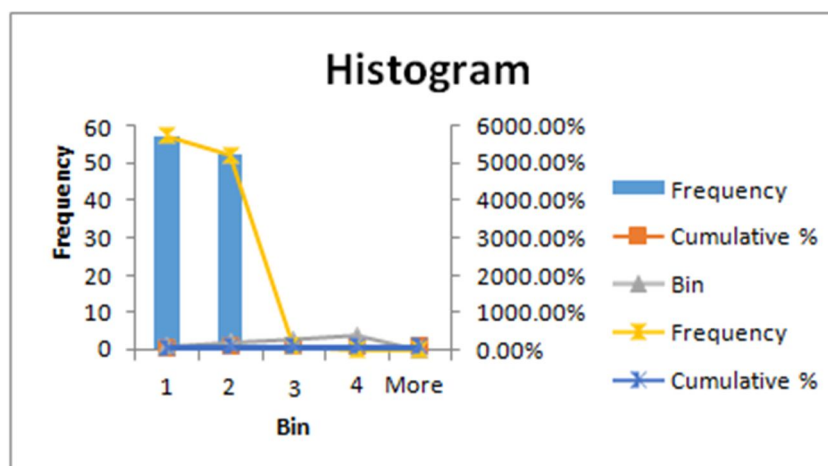 Histogram
Frequency
60
50
40
30
20
10
0
6000.00%
5000.00%
4000.00%
3000.00%
2000.00%
1000.00%
0.00%
1 2 3 4 More
Bin
Frequency
Cumulative %
Bin
Frequency
Cumulative %